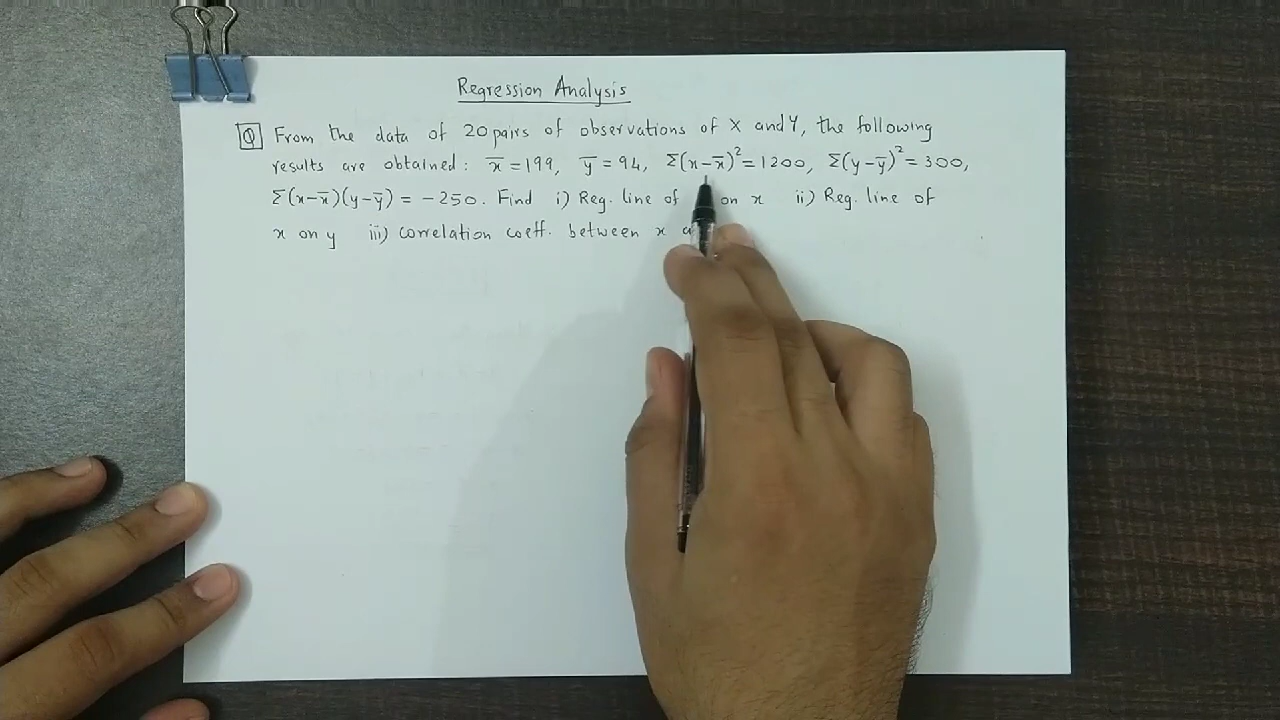 Regression Analysis
Q From the data of 20 pairs of observations of X and Y, the following
results are obtained: x̅ = 199, y̅ = 94, Σ(x-x̅)² = 1200, Σ(y-y̅)² = 300,
Σ(x-x̅)(y-y̅) = -250. Find i) Reg. line of on x ii) Reg. line of
x on y iii) Correlation coeff. between x